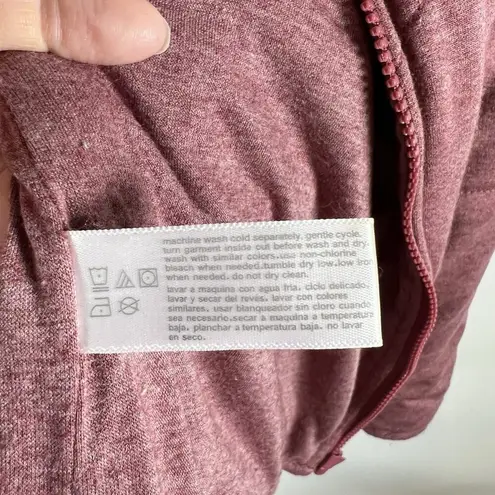 machine wash cold separately. gentle cycle.
turn garment inside out before wash and dry.
wash with similar colors.use non-chlorine
bleach when needed.tumble dry low.low iron
when needed. do not dry clean.
lavar a maquina con agua fria. ciclo delicado.
lavar y secar del revés. lavar con colores
similares. usar blanqueador sin cloro cuando
sea necesario.secar a maquina a temperatura
baja. planchar a temperatura baja. no lavar
en seco.